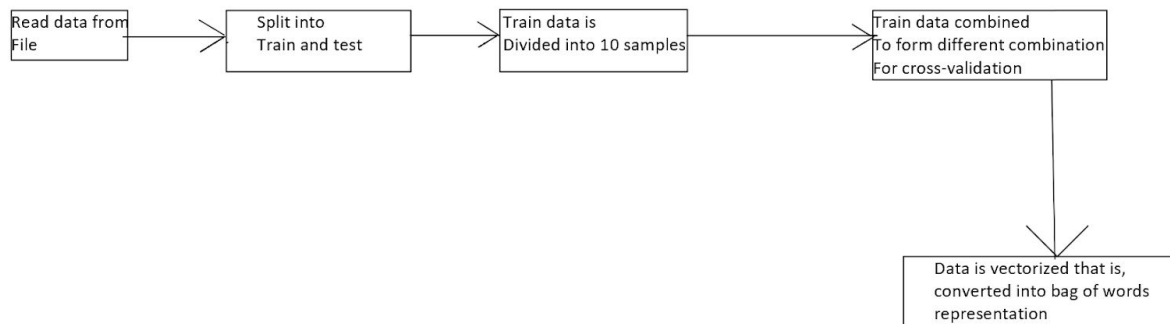 Read data from
File
Split into
Train and test
Train data is
Divided into 10 samples
Train data combined
To form different combination
For cross-validation
Data is vectorized that is,
converted into bag of words
representation